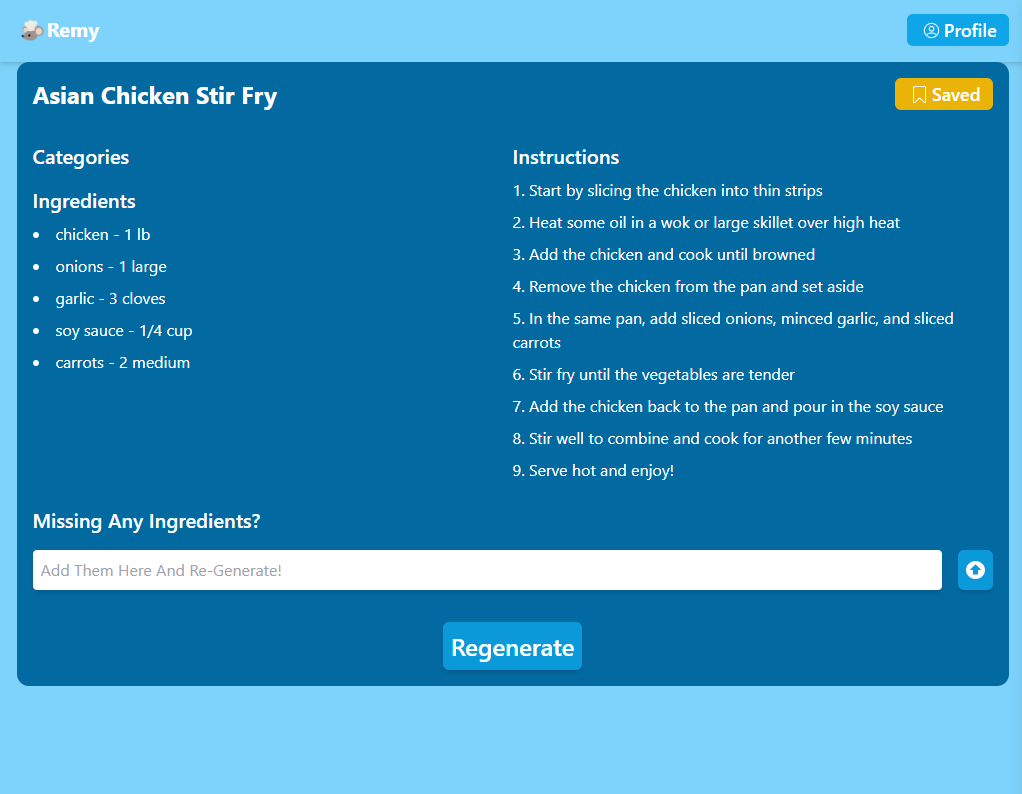 Remy
Profile
Asian Chicken Stir Fry
Saved
Categories
Ingredients
• chicken - 1 lb
• onions - 1 large
• garlic - 3 cloves
• soy sauce - 1/4 cup
• carrots - 2 medium
Instructions
1. Start by slicing the chicken into thin strips
2. Heat some oil in a wok or large skillet over high heat
3. Add the chicken and cook until browned
4. Remove the chicken from the pan and set aside
5. In the same pan, add sliced onions, minced garlic, and sliced
carrots
6. Stir fry until the vegetables are tender
7. Add the chicken back to the pan and pour in the soy sauce
8. Stir well to combine and cook for another few minutes
9. Serve hot and enjoy!
Missing Any Ingredients?
Add Them Here And Re-Generate!
Regenerate